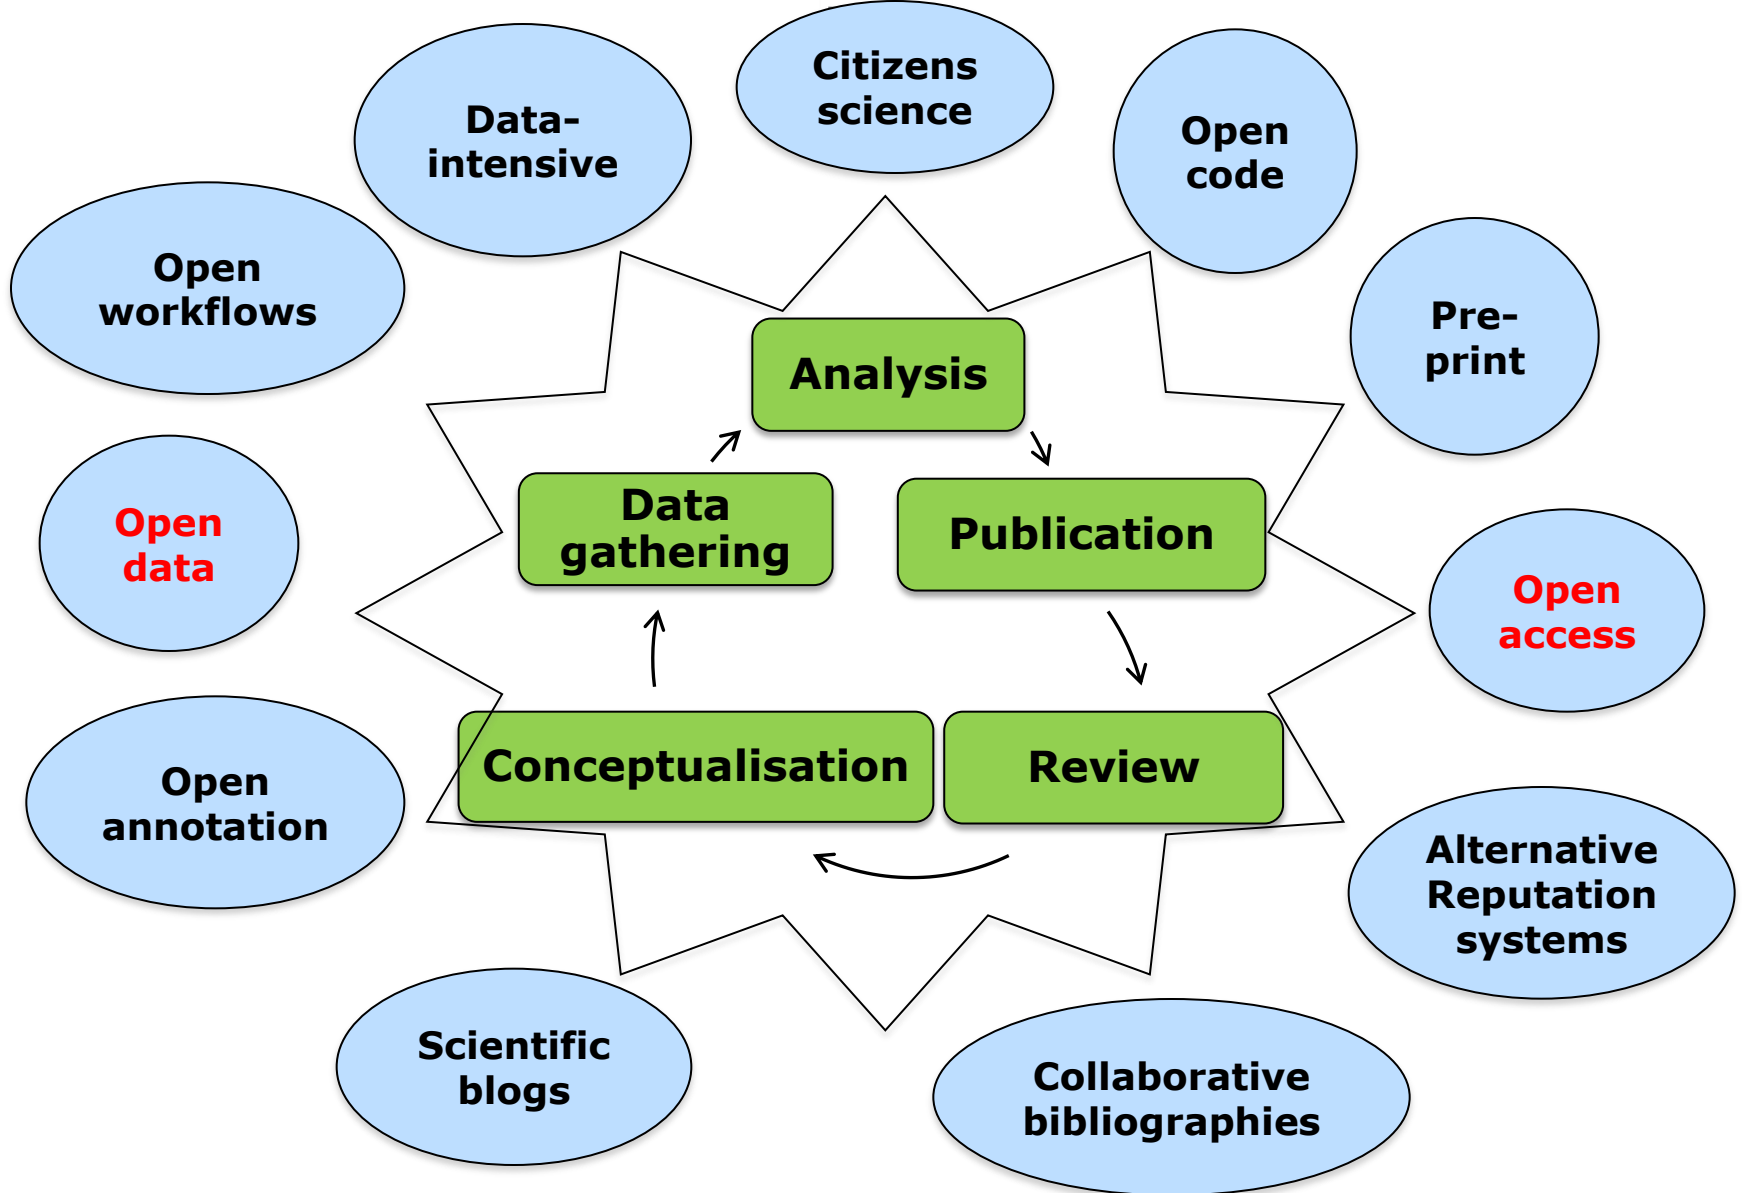 Citizens
science
Data-
intensive
Open
code
Open
workflows
Pre-
print
Analysis
Data
gathering
Publication
Open
data
Open
access
Conceptualisation
Review
Open
annotation
Alternative
Reputation
systems
Scientific
blogs
Collaborative
bibliographies